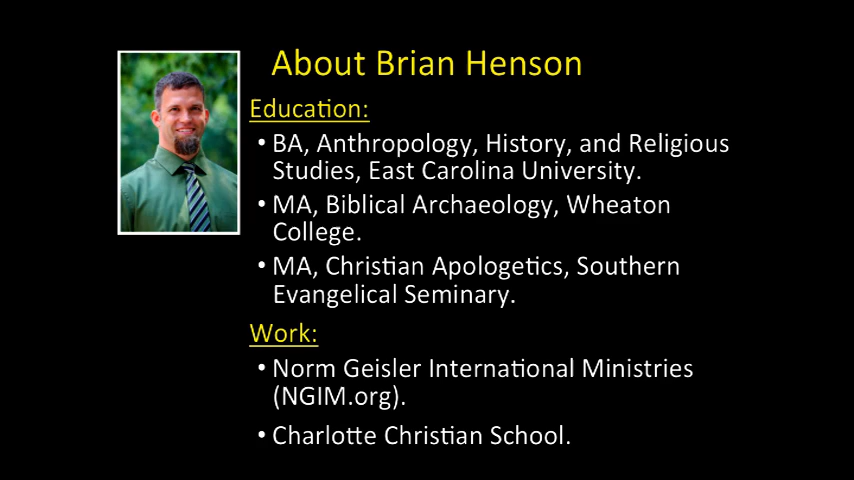 About Brian Henson
Education:
• BA, Anthropology, History, and Religious
Studies, East Carolina University.
• MA, Biblical Archaeology, Wheaton
College.
• MA, Christian Apologetics, Southern
Evangelical Seminary.
Work:
• Norm Geisler International Ministries
(NGIM.org).
• Charlotte Christian School.